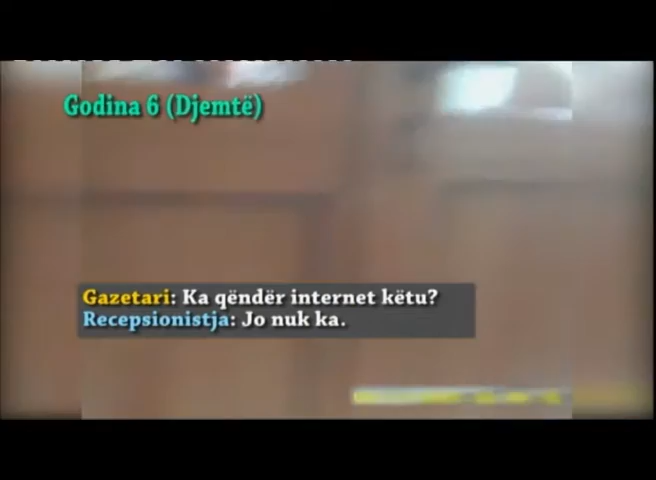 Godina 6 (Djemtë)
Gazetari: Ka qëndër internet këtu?
Recepsionistja: Jo nuk ka.